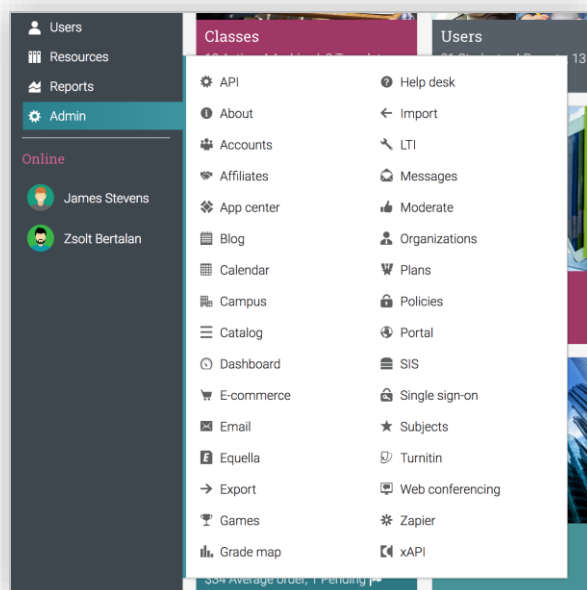 Users
Resources
Reports
Admin
Online
James Stevens
Zsolt Bertalan
Classes
Users
13
API
About
Accounts
Affiliates
App center
Blog
Calendar
Campus
Catalog
Dashboard
E-commerce
Email
Equella
Export
Games
Grade map
Help desk
Import
LTI
Messages
Moderate
Organizations
Plans
Policies
Portal
SIS
Single sign-on
Subjects
Turnitin
Web conferencing
Zapier
xAPI
$34 Average order, 1 Pending